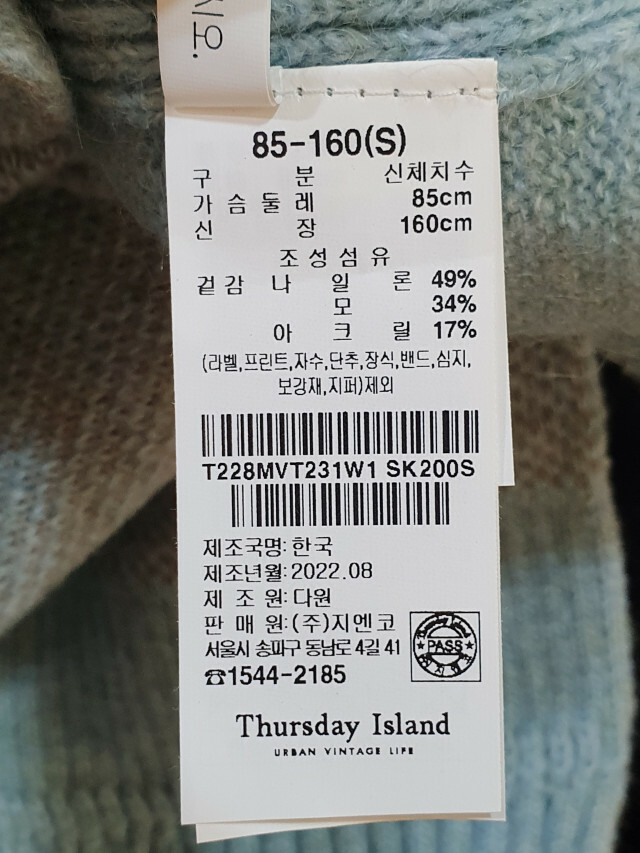 시오.
85-160(S)
구 분 신체치수
가슴둘레 85cm
신 장 160cm
조성섬유
겉감 나 일 론 49%
모 34%
아 크 릴 17%
(라벨,프린트,자수,단추,장식,밴드,심지,
보강재,지퍼)제외
T228MVT231W1 SK200S
제조국명:한국
제조년월:2022.08
제 조 원:다원
판 매 원:(주)지엔코
서울시 송파구 동남로 4길 41
☎1544-2185
PASS
Thursday Island
URBAN VINTAGE LIFE